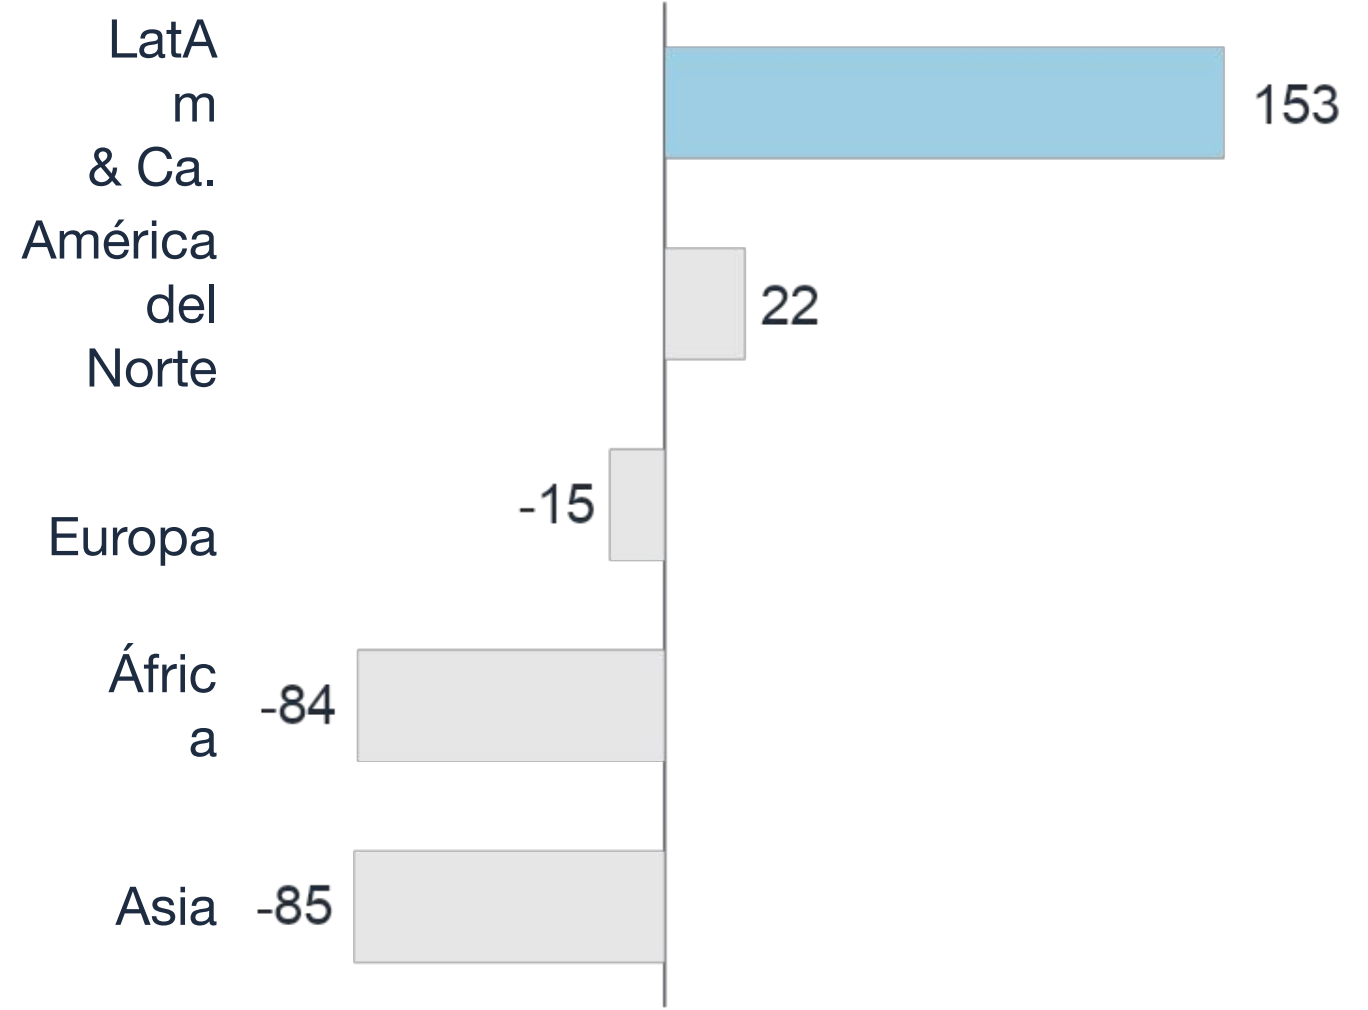 LatA
m
& Ca.
153
América
del
Norte
22
Europa
-15
Áfric
a
-84
Asia
-85